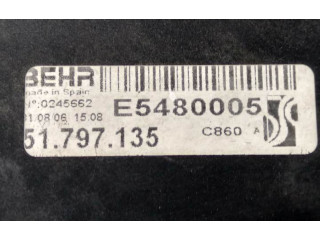 BEHR
made in Spain
N°:0245662 E5480005
11.08.06 15.08
51.797.135 C860 A